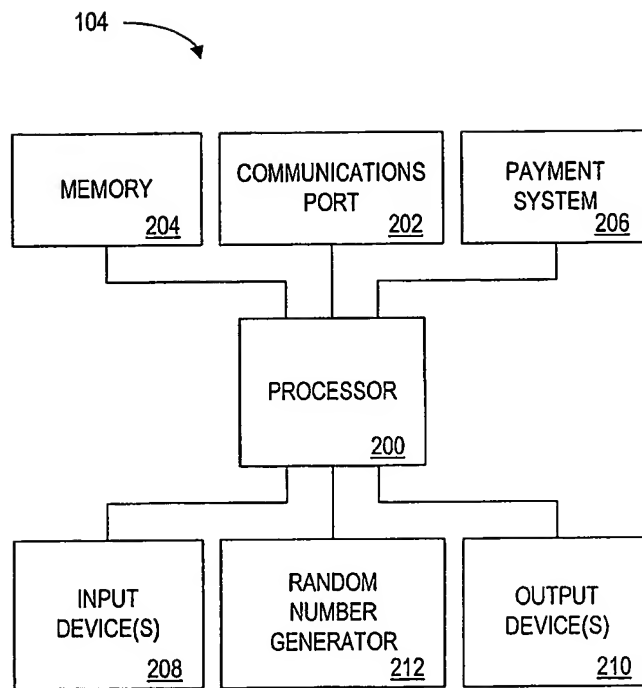 104
MEMORY
204
COMMUNICATIONS
PORT
202
PAYMENT
SYSTEM
206
PROCESSOR
200
INPUT
DEVICE(S)
208
RANDOM
NUMBER
GENERATOR
212
OUTPUT
DEVICE(S)
210